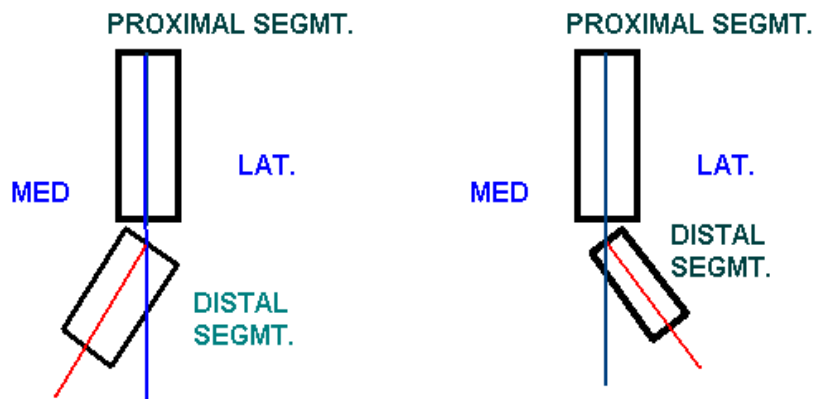 PROXIMAL SEGMT.
MED
LAT.
DISTAL
SEGMT.
PROXIMAL SEGMT.
MED
LAT.
DISTAL
SEGMT.